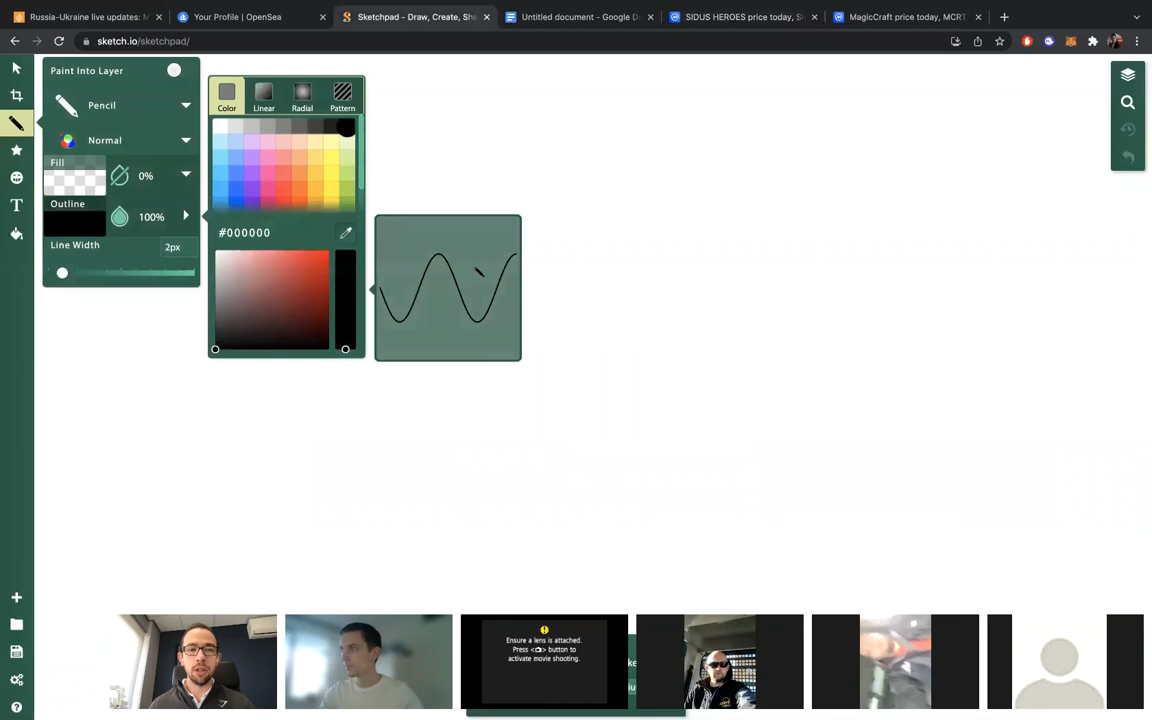 Russia-Ukraine live updates: M
Your Profile | OpenSea
Sketchpad - Draw, Create, Sha
Untitled document - Google D
SIDUS HEROES price today, S
MagicCraft price today, MCRT
sketch.io/sketchpad/
Paint Into Layer
Pencil
Normal
Fill
0%
Outline
100%
Line Width
2px
Color
Linear
Radial
Pattern
#000000
Ensure a lens is attached.
Press < > button to
activate movie shooting.